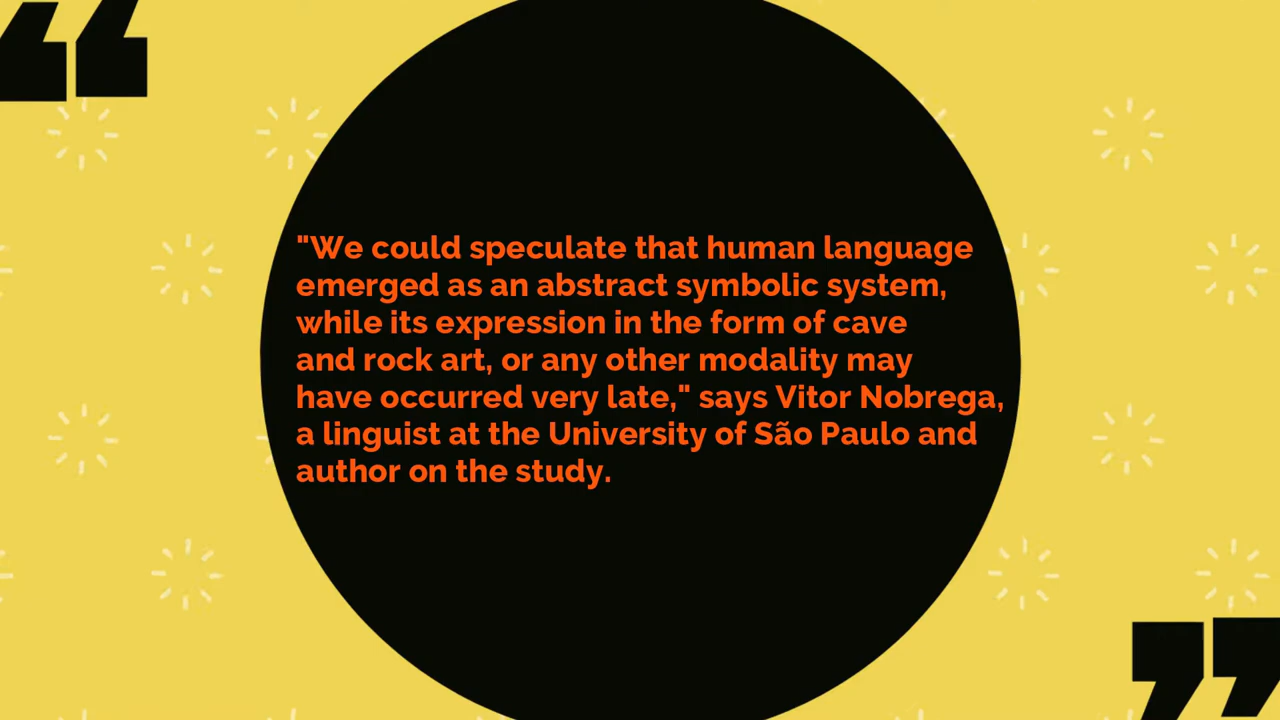 "We could speculate that human language
emerged as an abstract symbolic system,
while its expression in the form of cave
and rock art, or any other modality may
have occurred very late," says Vitor Nobrega,
a linguist at the University of São Paulo and
author on the study.